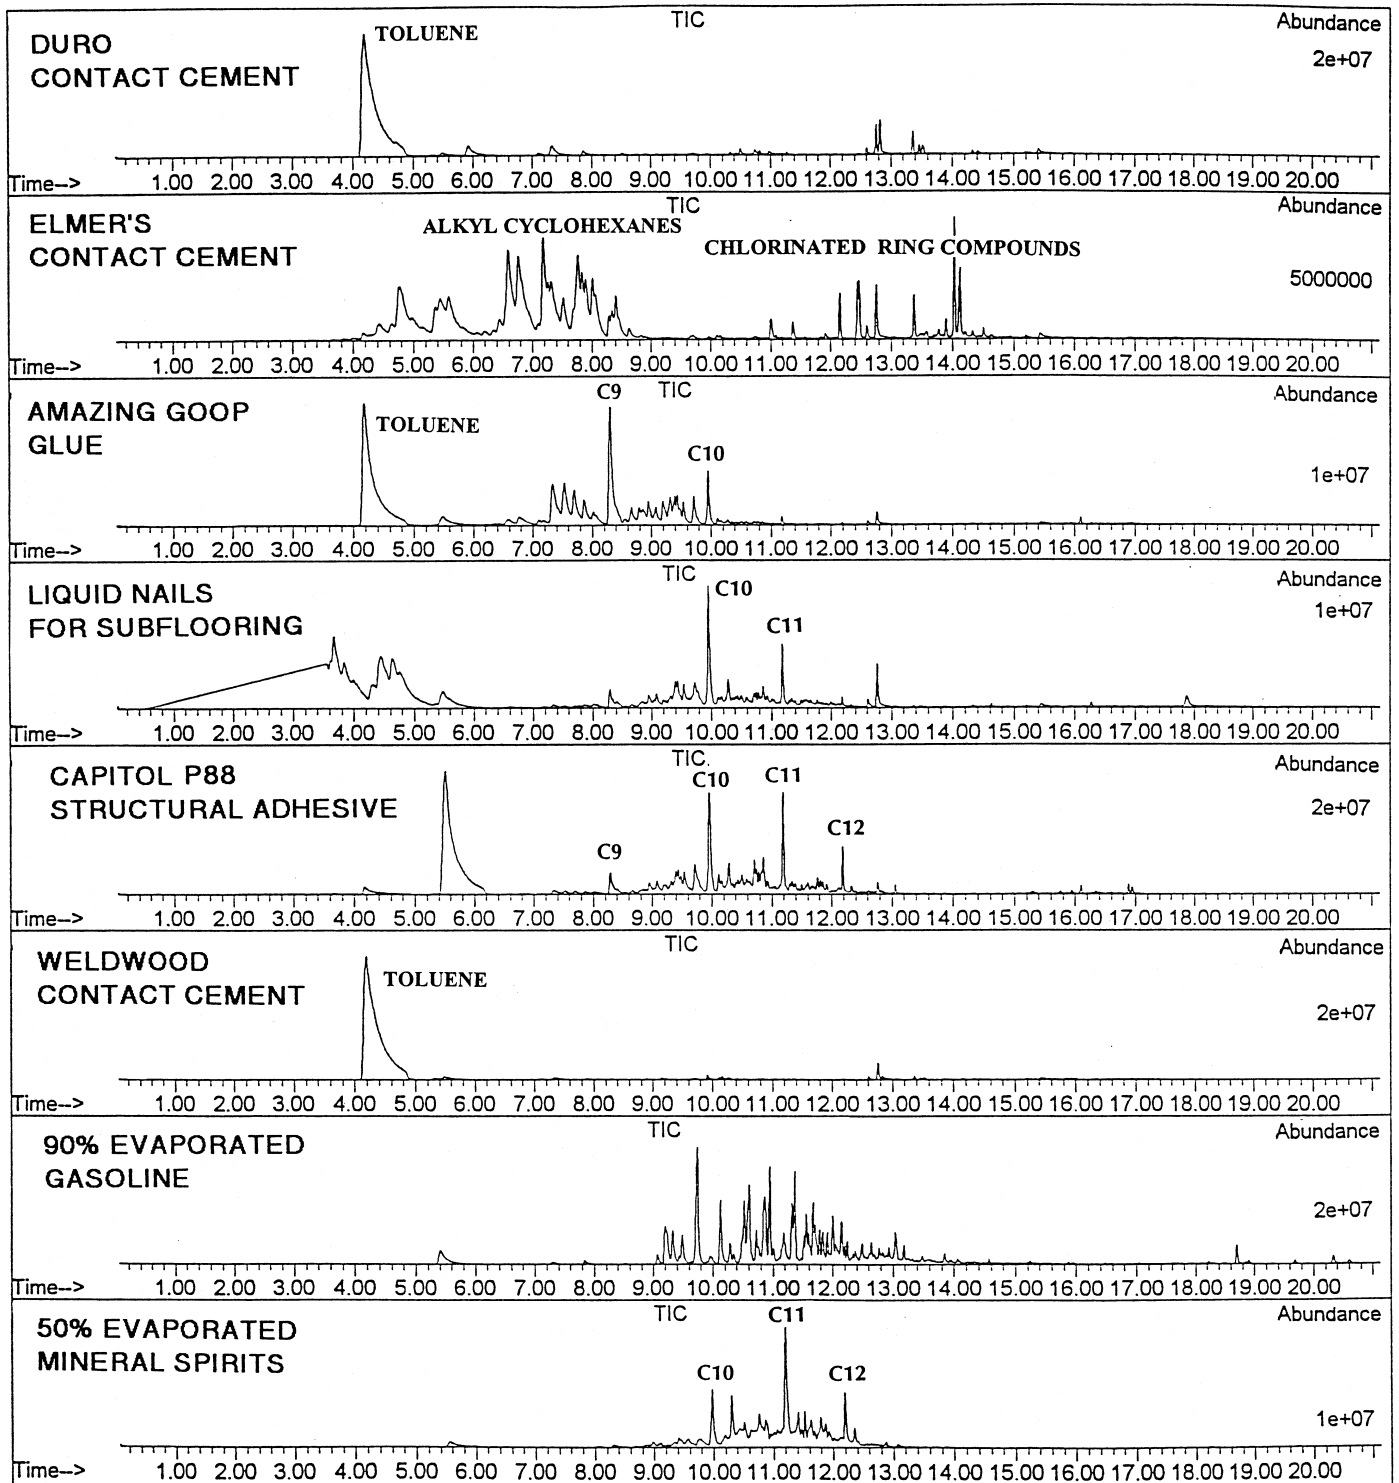 TIC Abundance
DURO TOLUENE
CONTACT CEMENT 2e+07
Time--> 1.00 2.00 3.00 4.00 5.00 6.00 7.00 8.00 9.00 10.00 11.00 12.00 13.00 14.00 15.00 16.00 17.00 18.00 19.00 20.00
TIC Abundance
ELMER'S ALKYL CYCLOHEXANES
CONTACT CEMENT CHLORINATED RING COMPOUNDS
5000000
Time--> 1.00 2.00 3.00 4.00 5.00 6.00 7.00 8.00 9.00 10.00 11.00 12.00 13.00 14.00 15.00 16.00 17.00 18.00 19.00 20.00
C9 TIC Abundance
AMAZING GOOP TOLUENE
GLUE C10
1e+07
Time--> 1.00 2.00 3.00 4.00 5.00 6.00 7.00 8.00 9.00 10.00 11.00 12.00 13.00 14.00 15.00 16.00 17.00 18.00 19.00 20.00
TIC Abundance
LIQUID NAILS C10
1e+07
FOR SUBFLOORING C11
Time--> 1.00 2.00 3.00 4.00 5.00 6.00 7.00 8.00 9.00 10.00 11.00 12.00 13.00 14.00 15.00 16.00 17.00 18.00 19.00 20.00
TIC. Abundance
CAPITOL P88 C10 C11
STRUCTURAL ADHESIVE 2e+07
C9 C12
Time--> 1.00 2.00 3.00 4.00 5.00 6.00 7.00 8.00 9.00 10.00 11.00 12.00 13.00 14.00 15.00 16.00 17.00 18.00 19.00 20.00
TIC Abundance
WELDWOOD TOLUENE
CONTACT CEMENT
2e+07
Time--> 1.00 2.00 3.00 4.00 5.00 6.00 7.00 8.00 9.00 10.00 11.00 12.00 13.00 14.00 15.00 16.00 17.00 18.00 19.00 20.00
TIC Abundance
90% EVAPORATED
GASOLINE
2e+07
Time--> 1.00 2.00 3.00 4.00 5.00 6.00 7.00 8.00 9.00 10.00 11.00 12.00 13.00 14.00 15.00 16.00 17.00 18.00 19.00 20.00
TIC C11 Abundance
50% EVAPORATED
MINERAL SPIRITS C10 C12
1e+07
Time--> 1.00 2.00 3.00 4.00 5.00 6.00 7.00 8.00 9.00 10.00 11.00 12.00 13.00 14.00 15.00 16.00 17.00 18.00 19.00 20.00